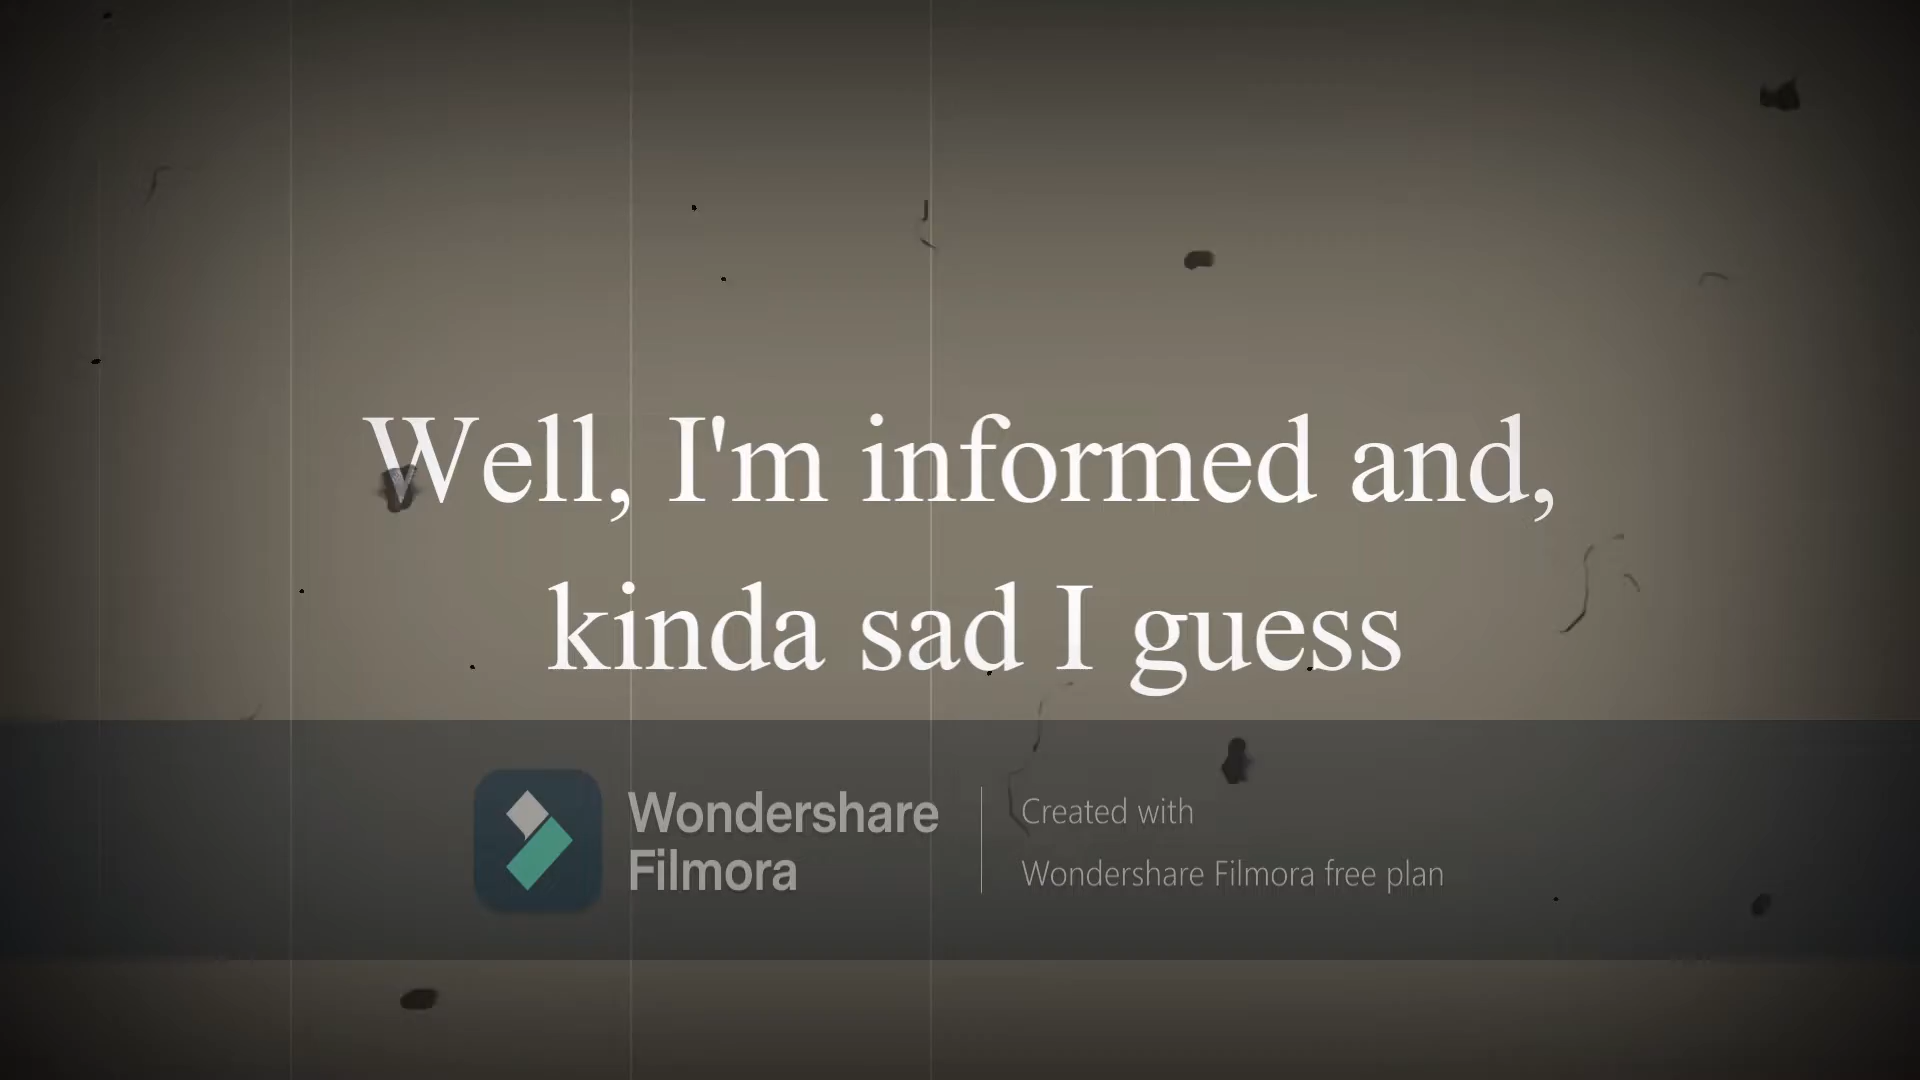 Well, I'm informed and,
kinda sad I guess
Wondershare
Filmora
Created with
Wondershare Filmora free plan